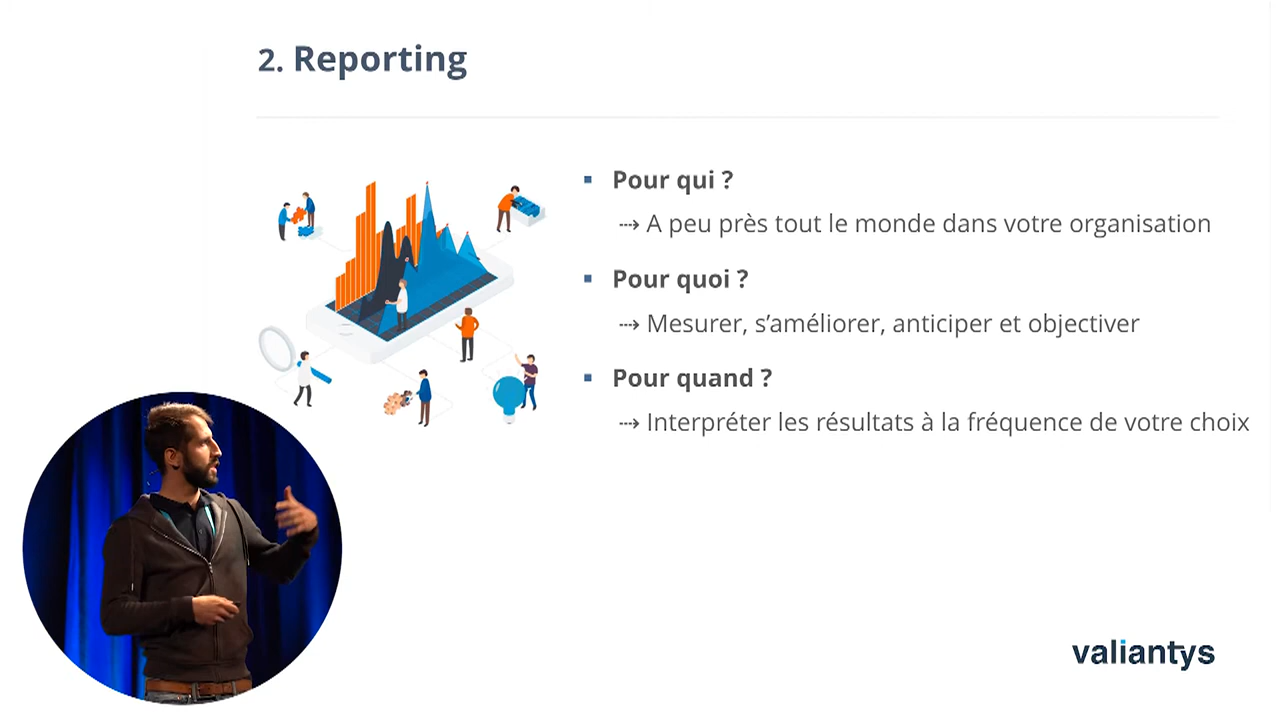 2. Reporting
Pour qui ?
⇢ A peu près tout le monde dans votre organisation
Pour quoi ?
⇢ Mesurer, s’améliorer, anticiper et objectiver
Pour quand ?
⇢ Interpréter les résultats à la fréquence de votre choix
valiantys